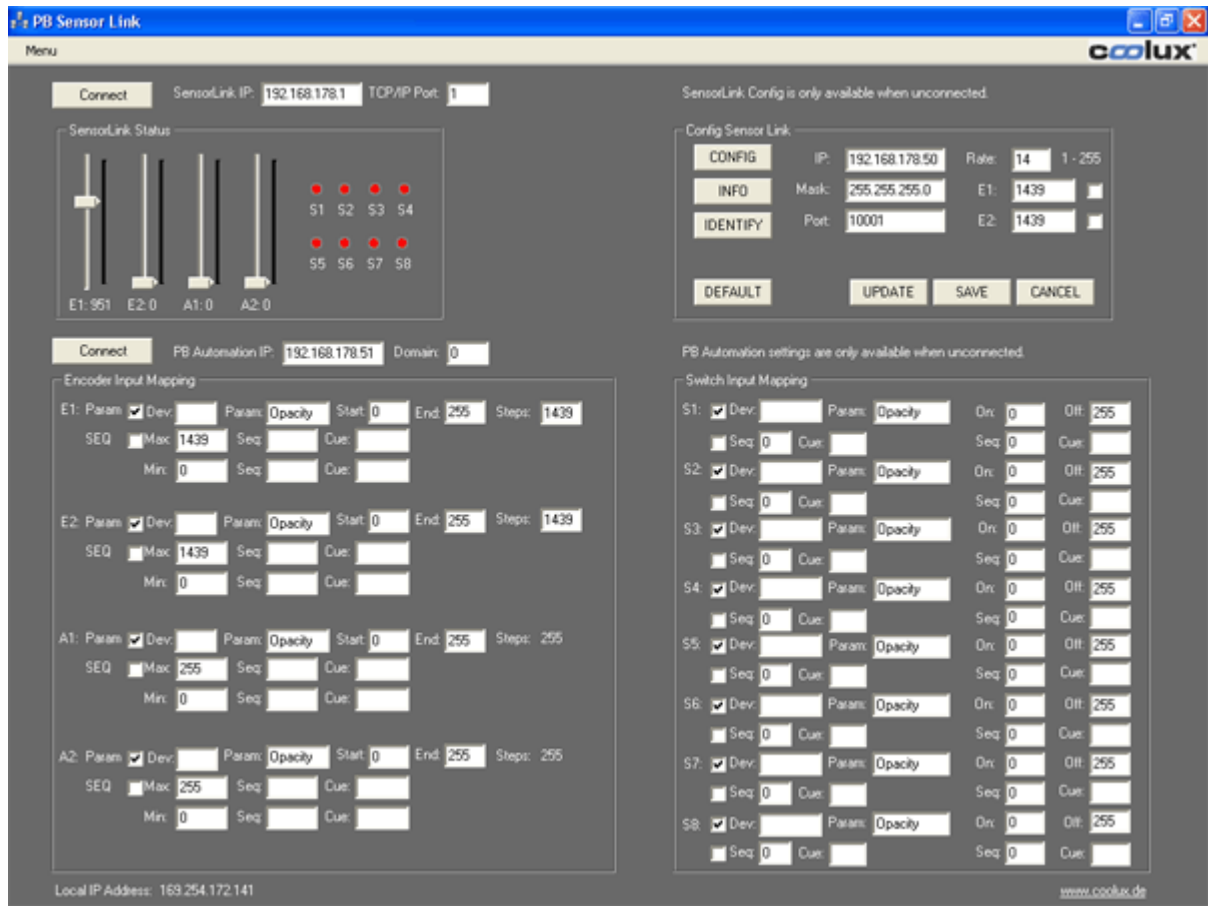 PB Sensor Link
Menu
coolux
Connect SensorLink IP: 192.168.178.1 TCP/IP Port: 1
SensorLink Config is only available when unconnected.
SensorLink Status
S1 S2 S3 S4
S5 S6 S7 S8
E1: 951 E2: 0 A1: 0 A2: 0
Config Sensor Link
CONFIG IP: 192.168.178.50 Rate: 14 1 - 255
INFO Mask: 255.255.255.0 E1: 1439
IDENTIFY Port: 10001 E2: 1439
DEFAULT UPDATE SAVE CANCEL
Connect PB Automation IP: 192.168.178.51 Domain: 0
PB Automation settings are only available when unconnected.
Encoder Input Mapping
E1: Param Dev: Param: Opacity Start: 0 End: 255 Steps: 1439
SEQ Max: 1439 Seq: Cue:
Min: 0 Seq: Cue:
E2: Param Dev: Param: Opacity Start: 0 End: 255 Steps: 1439
SEQ Max: 1439 Seq: Cue:
Min: 0 Seq: Cue:
A1: Param Dev: Param: Opacity Start: 0 End: 255 Steps: 255
SEQ Max: 255 Seq: Cue:
Min: 0 Seq: Cue:
A2: Param Dev: Param: Opacity Start: 0 End: 255 Steps: 255
SEQ Max: 255 Seq: Cue:
Min: 0 Seq: Cue:
Switch Input Mapping
S1: Dev: Param: Opacity On: 0 Off: 255
Seq: 0 Cue: Seq: 0 Cue:
S2: Dev: Param: Opacity On: 0 Off: 255
Seq: 0 Cue: Seq: 0 Cue:
S3: Dev: Param: Opacity On: 0 Off: 255
Seq: 0 Cue: Seq: 0 Cue:
S4: Dev: Param: Opacity On: 0 Off: 255
Seq: 0 Cue: Seq: 0 Cue:
S5: Dev: Param: Opacity On: 0 Off: 255
Seq: 0 Cue: Seq: 0 Cue:
S6: Dev: Param: Opacity On: 0 Off: 255
Seq: 0 Cue: Seq: 0 Cue:
S7: Dev: Param: Opacity On: 0 Off: 255
Seq: 0 Cue: Seq: 0 Cue:
S8: Dev: Param: Opacity On: 0 Off: 255
Seq: 0 Cue: Seq: 0 Cue:
Local IP Address: 169.254.172.141
www.coolux.de